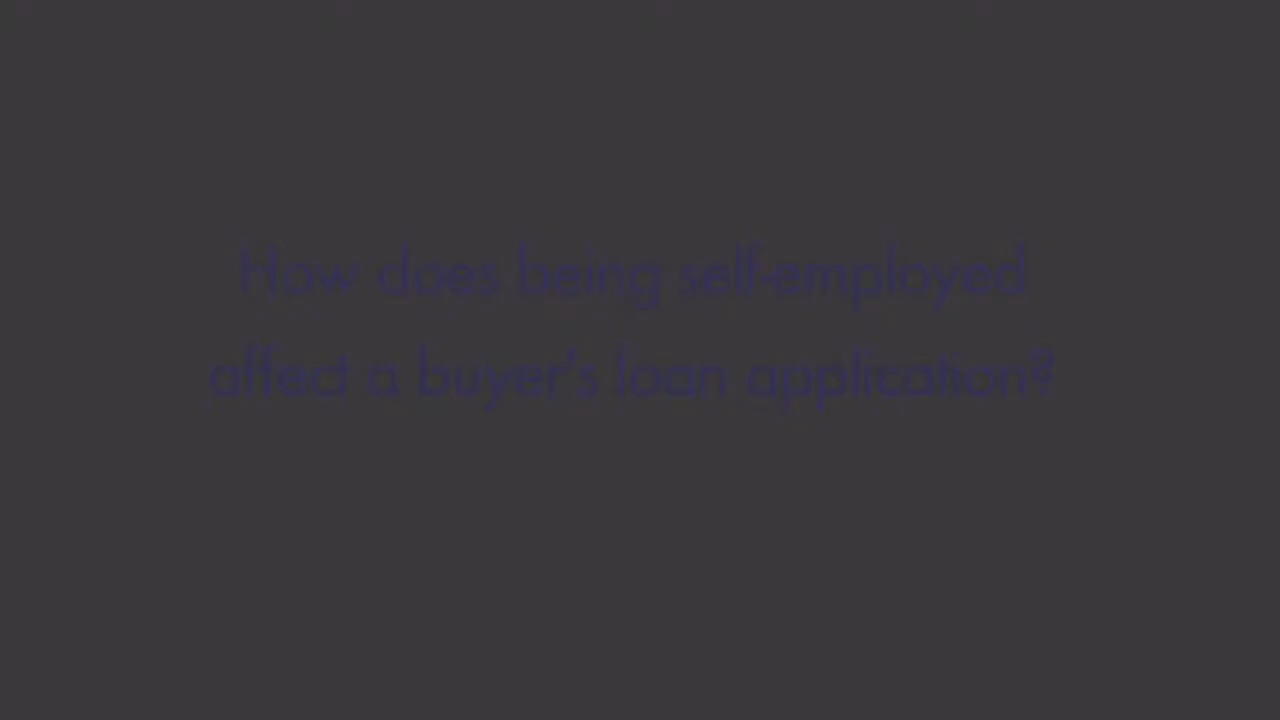 How does being self-employed
affect a buyer's loan application?